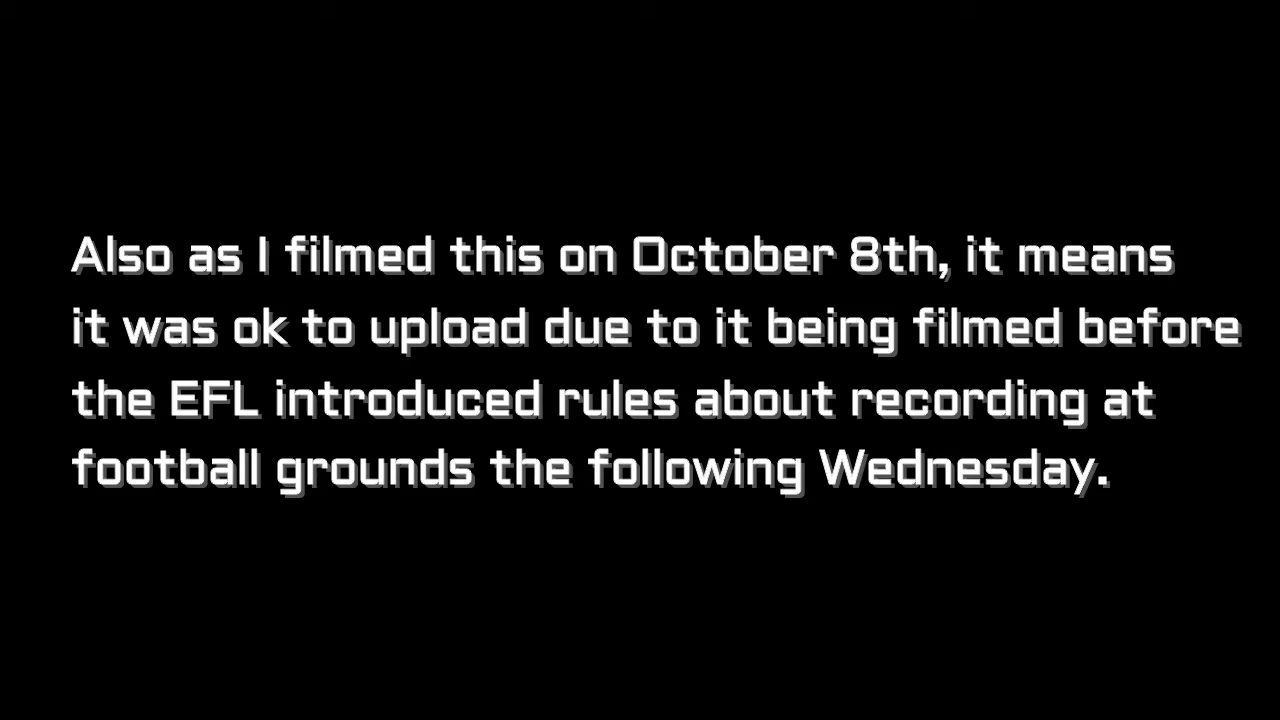 Also as I filmed this on October 8th, it means
it was ok to upload due to it being filmed before
the EFL introduced rules about recording at
football grounds the following Wednesday.